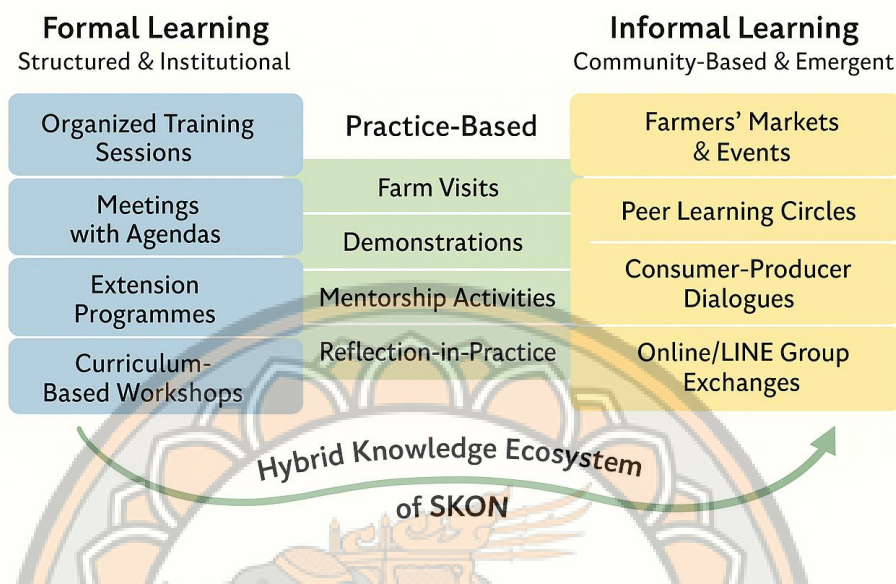 Formal Learning
Structured & Institutional
Organized Training
Sessions
Meetings
with Agendas
Extension
Programmes
Curriculum-
Based Workshops
Practice-Based
Farm Visits
Demonstrations
Mentorship Activities
Reflection-in-Practice
Informal Learning
Community-Based & Emergent
Farmers’ Markets
& Events
Peer Learning Circles
Consumer-Producer
Dialogues
Online/LINE Group
Exchanges
Hybrid Knowledge Ecosystem
of SKON